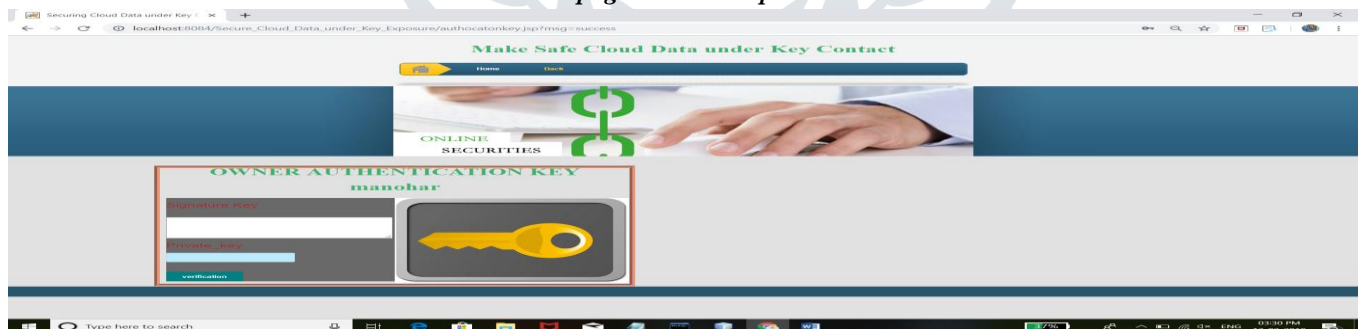 Securing Cloud Data under Key
localhost:8084/Secure_Cloud_Data_under_Key_Exposure/authocatonkey.jsp?msg=success
Make Safe Cloud Data under Key Contact
Home Back
ONLINE
SECURITIES
OWNER AUTHENTICATION KEY
manohar
Signature Key
Private_key
verification
Type here to search
37%
ENG
03:30 PM